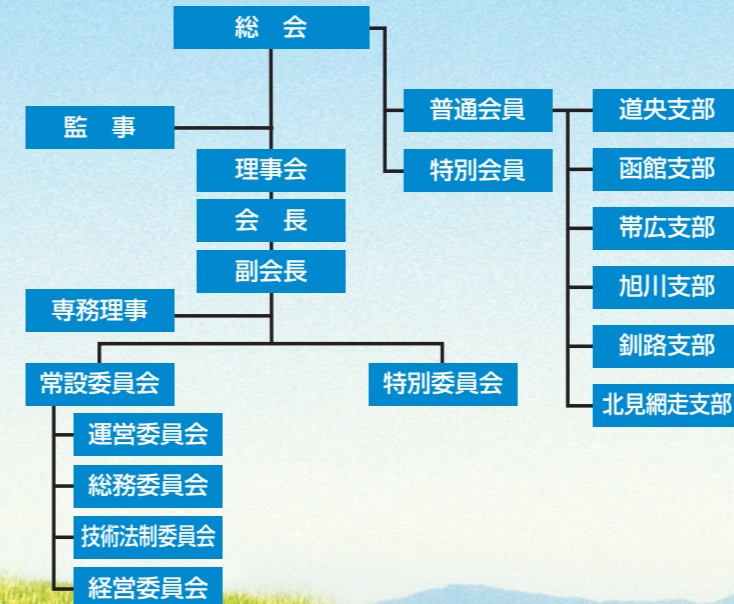 総　会
監　事
理事会
会　長
副会長
専務理事
常設委員会
運営委員会
総務委員会
技術法制委員会
経営委員会
特別委員会
普通会員
特別会員
道央支部
函館支部
帯広支部
旭川支部
釧路支部
北見網走支部